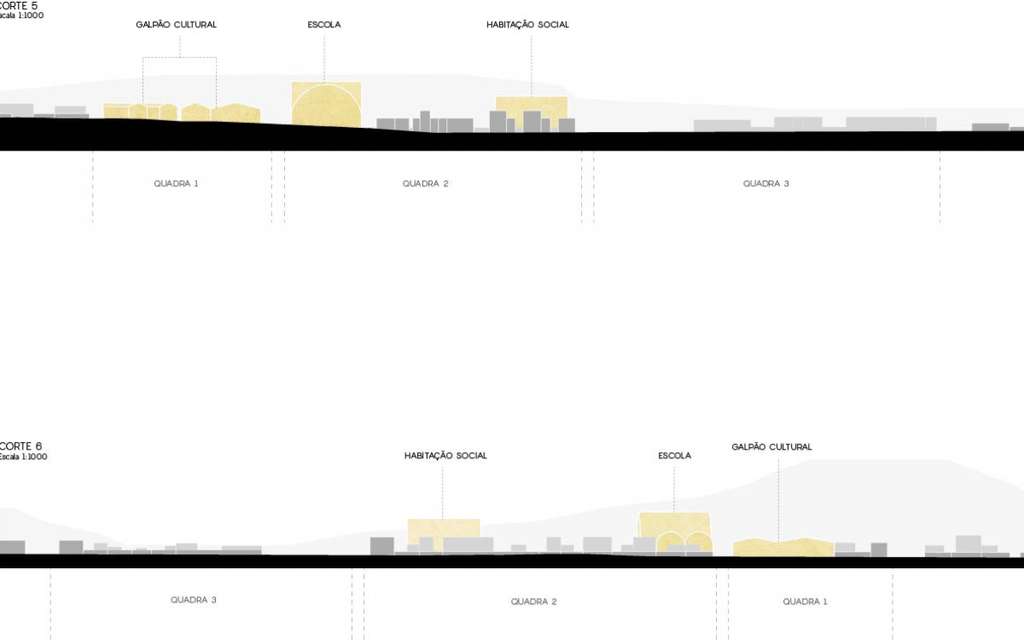 CORTE 5
Escala 1:1000
GALPÃO CULTURAL
ESCOLA
HABITAÇÃO SOCIAL
QUADRA 1
QUADRA 2
QUADRA 3
CORTE 6
Escala 1:1000
HABITAÇÃO SOCIAL
ESCOLA
GALPÃO CULTURAL
QUADRA 3
QUADRA 2
QUADRA 1